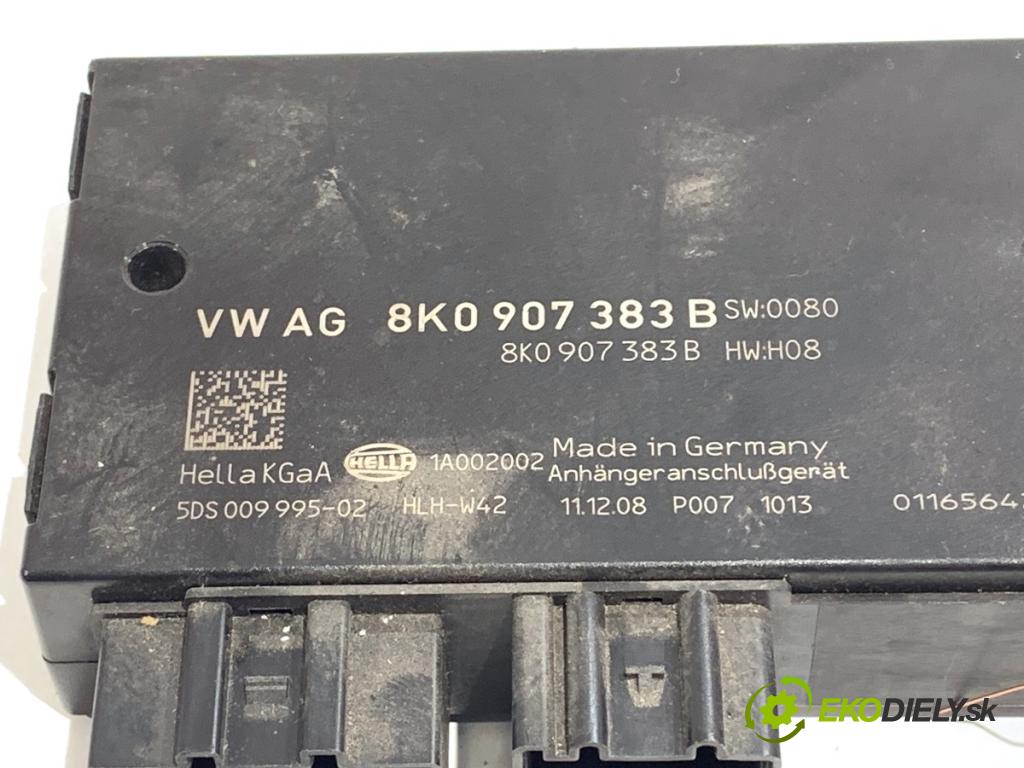 VW AG 8K0 907 383 B SW:0080
8K0 907 383 B HW:H08
Hella KGaA HELLA 1A002002 Made in Germany
Anhängeranschlußgerät
5DS 009 995-02 HLH-W42 11.12.08 P007 1013
EKODIELY.sk